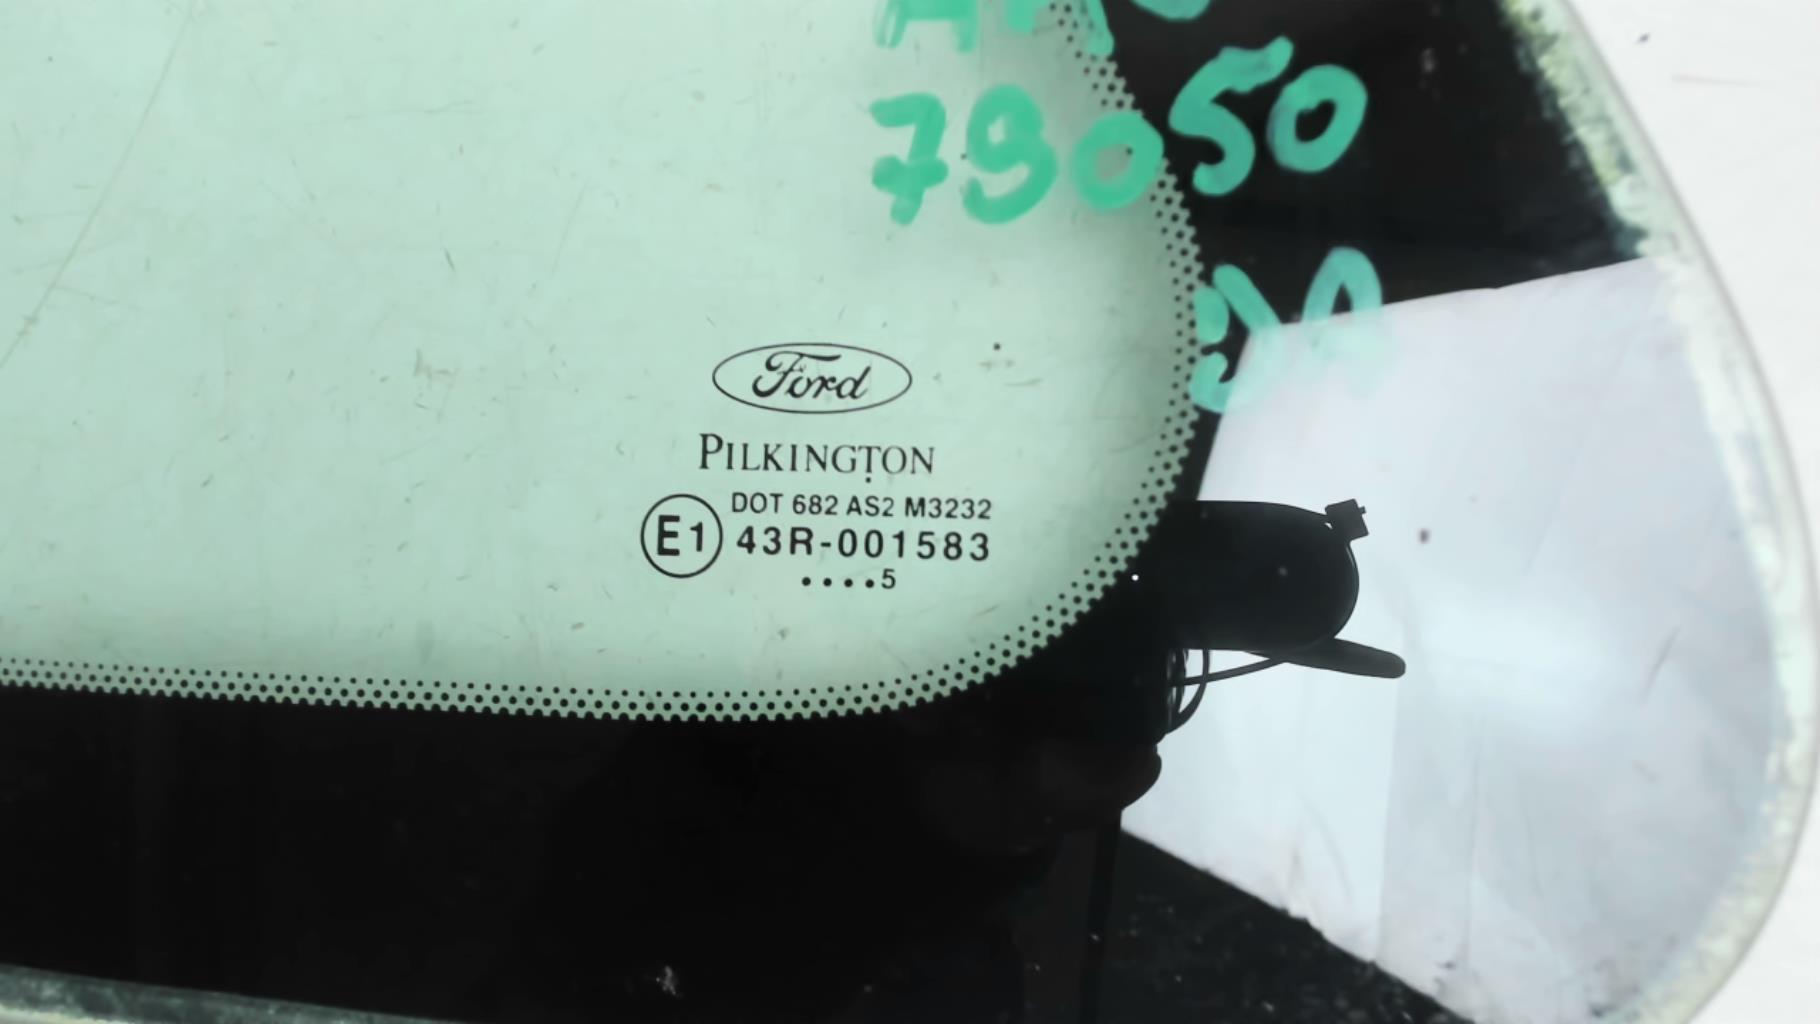 79050
Ford
PILKINGTON
DOT 682 AS2 M3232
E1 43R-001583
....5